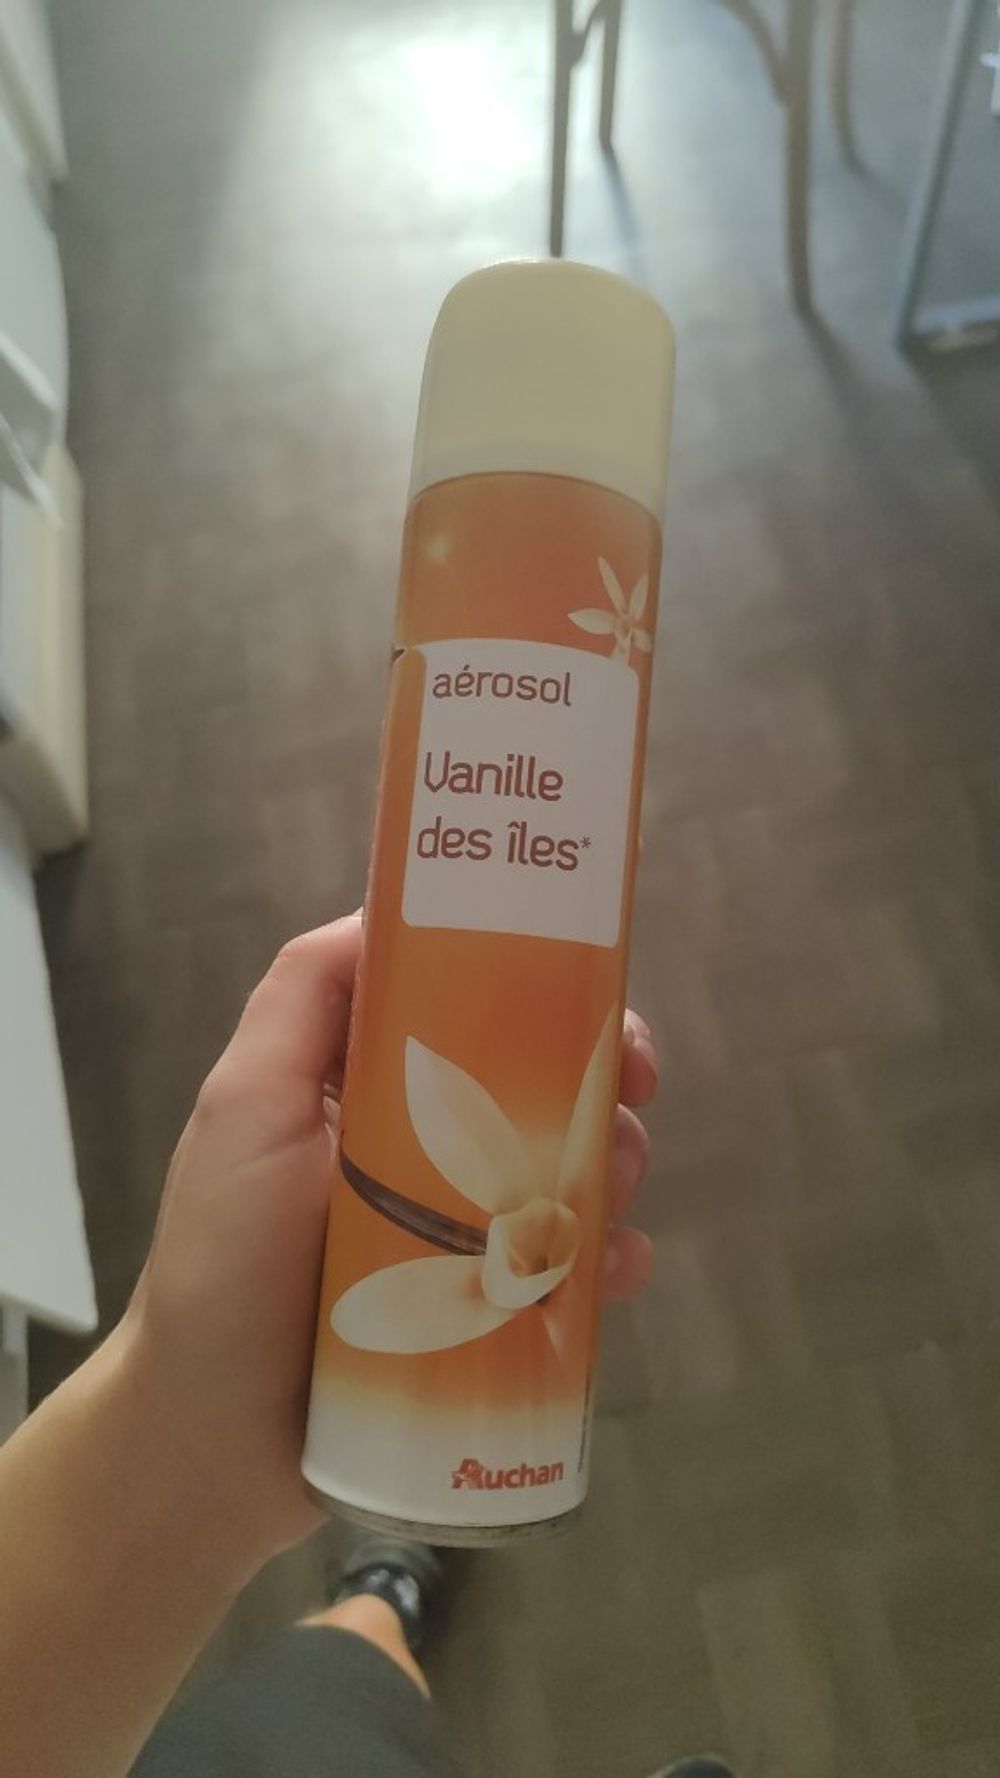 aérosol
Vanille
des îles*
Auchan